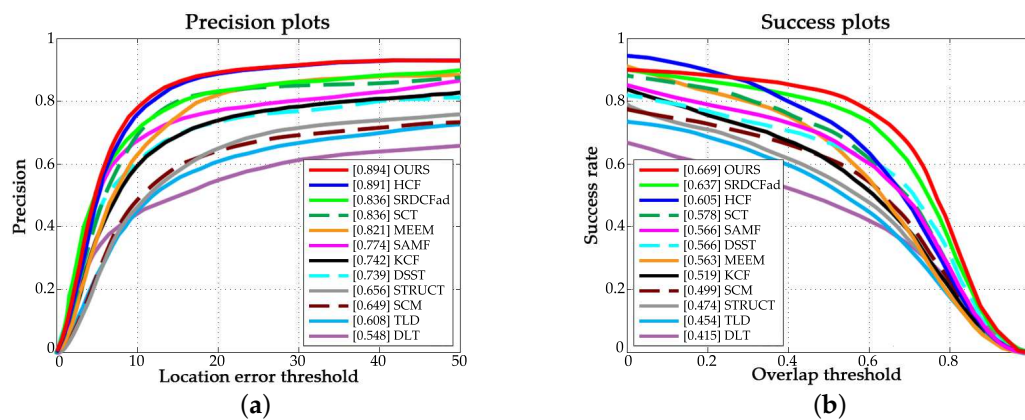 Precision plots
1
0.8
0.6
0.4
0.2
0
Precision
0
10
20
30
40
50
Location error threshold
[0.894] OURS
[0.891] HCF
[0.836] SRDCFad
[0.836] SCT
[0.821] MEEM
[0.774] SAMF
[0.742] KCF
[0.739] DSST
[0.656] STRUCT
[0.649] SCM
[0.608] TLD
[0.548] DLT
(a)
Success plots
1
0.8
0.6
0.4
0.2
0
Success rate
0
0.2
0.4
0.6
0.8
Overlap threshold
[0.669] OURS
[0.637] SRDCFad
[0.605] HCF
[0.578] SCT
[0.566] SAMF
[0.566] DSST
[0.563] MEEM
[0.519] KCF
[0.499] SCM
[0.474] STRUCT
[0.454] TLD
[0.415] DLT
(b)